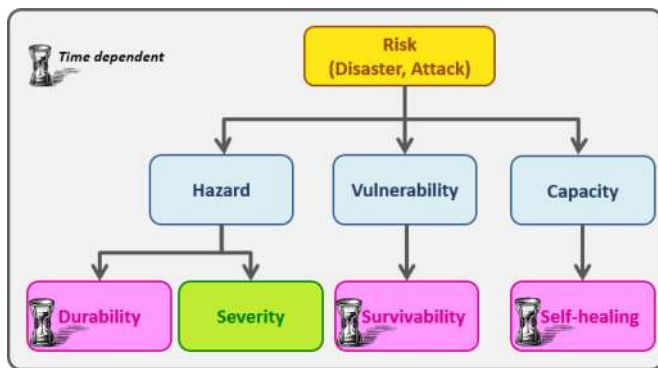 Time dependent
Risk
(Disaster, Attack)
Hazard
Vulnerability
Capacity
Durability
Severity
Survivability
Self-healing